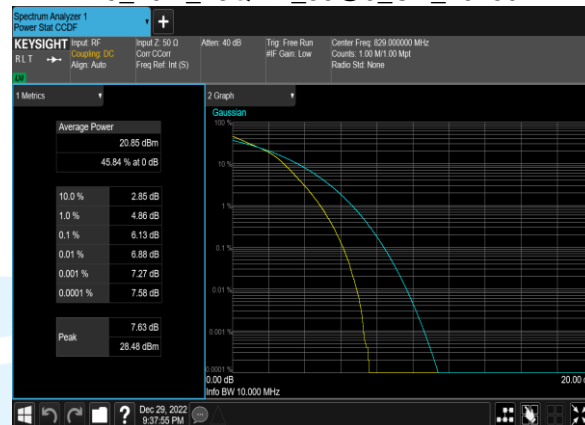 Spectrum Analyzer 1
Power Stat CCDF
+
KEYSIGHT
RLT
Input: RF
Coupling: DC
Align: Auto
Input Z: 50 Ω
Corr CCorr
Freq Ref: Int (S)
Atten: 40 dB
Trig: Free Run
#IF Gain: Low
Center Freq: 829.000000 MHz
Counts: 1.00 M/1.00 Mpt
Radio Std: None
1 Metrics
Average Power
20.85 dBm
45.84 % at 0 dB
10.0 % 2.85 dB
1.0 % 4.86 dB
0.1 % 6.13 dB
0.01 % 6.88 dB
0.001 % 7.27 dB
0.0001 % 7.58 dB
Peak
7.63 dB
28.48 dBm
2 Graph
Gaussian
100 %
10 %
1 %
0.1 %
0.01 %
0.001 %
0.0001 %
0.00 dB
20.00
Info BW 10.000 MHz
?
Dec 29, 2022
9:37:55 PM